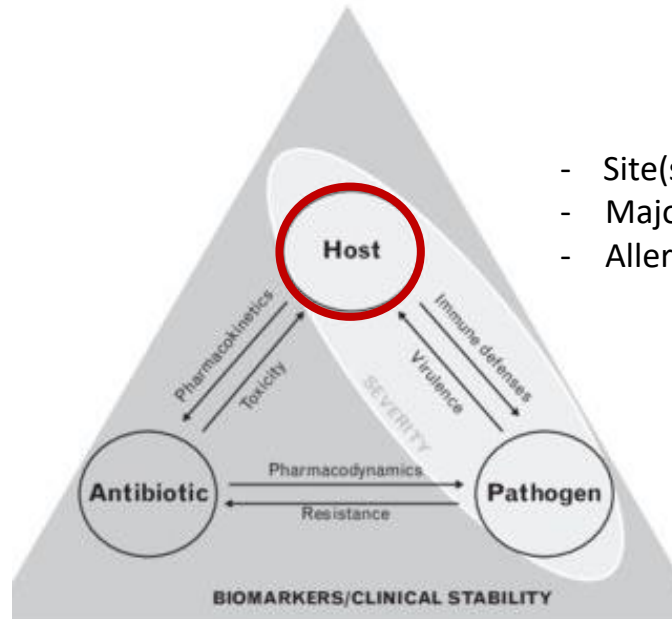 - Site(
- Majo
- Aller
Host
Pharmacokinetics
Toxicity
Immune defenses
Virulence
SEVERITY
Antibiotic
Pharmacodynamics
Resistance
Pathogen
BIOMARKERS/CLINICAL STABILITY